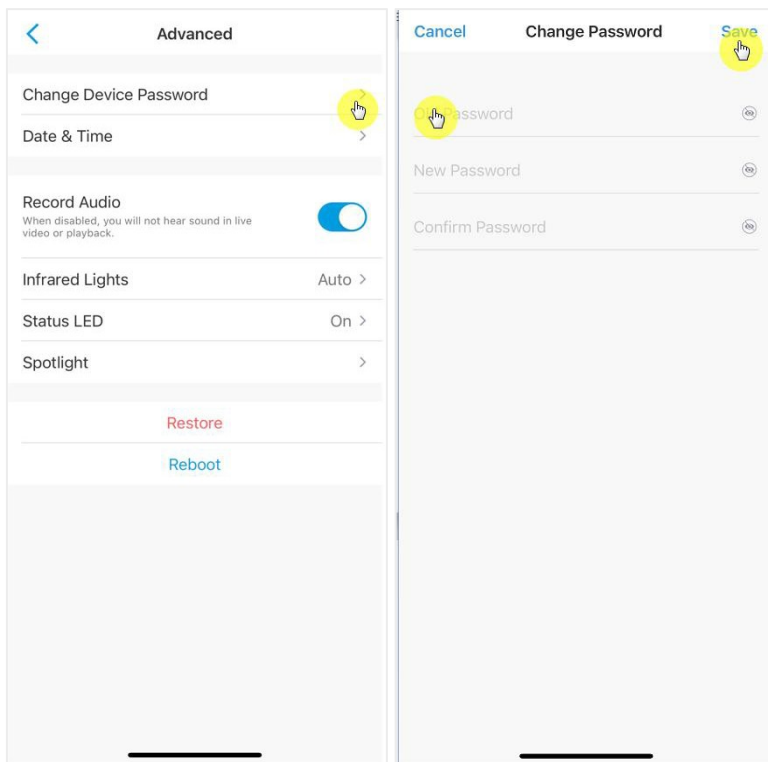 Advanced
Change Device Password
Date & Time
Record Audio
When disabled, you will not hear sound in live
video or playback.
Infrared Lights
Auto
Status LED
On
Spotlight
Restore
Reboot
Cancel
Change Password
Save
Old Password
New Password
Confirm Password